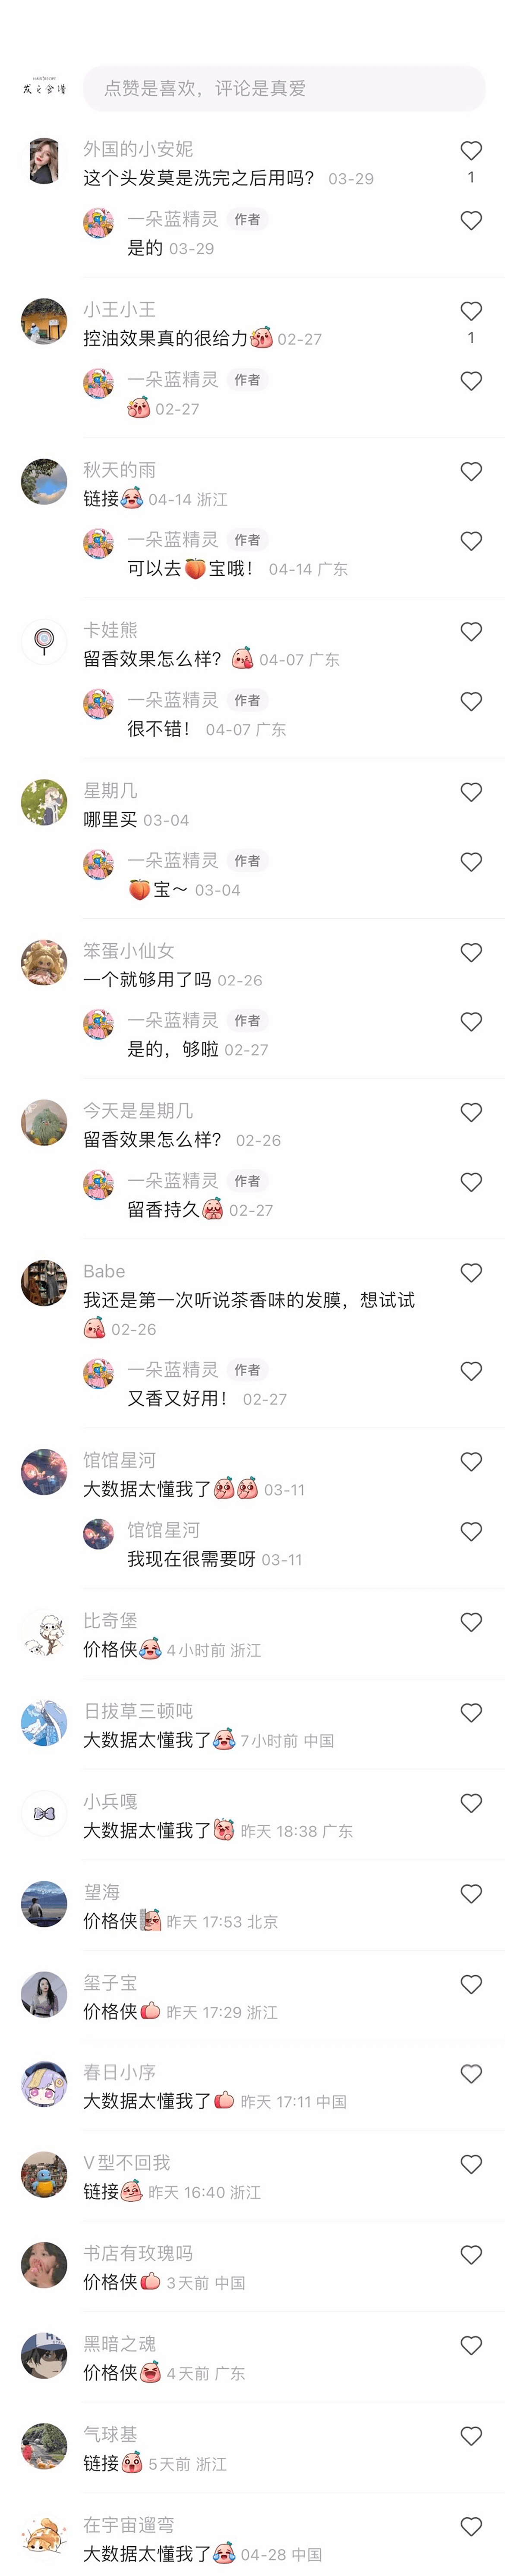 发之食谱
点赞是喜欢，评论是真爱
外国的小安妮
这个头发莫是洗完之后用吗？ 03-29
1
一朵蓝精灵 作者
是的 03-29
小王小王
控油效果真的很给力 02-27
1
一朵蓝精灵 作者
02-27
秋天的雨
链接 04-14 浙江
一朵蓝精灵 作者
可以去🍑宝哦！ 04-14 广东
卡娃熊
留香效果怎么样？ 04-07 广东
一朵蓝精灵 作者
很不错！ 04-07 广东
星期几
哪里买 03-04
一朵蓝精灵 作者
🍑宝～ 03-04
笨蛋小仙女
一个就够用了吗 02-26
一朵蓝精灵 作者
是的，够啦 02-27
今天是星期几
留香效果怎么样？ 02-26
一朵蓝精灵 作者
留香持久 02-27
Babe
我还是第一次听说茶香味的发膜，想试试
02-26
一朵蓝精灵 作者
又香又好用！ 02-27
馆馆星河
大数据太懂我了 03-11
馆馆星河
我现在很需要呀 03-11
比奇堡
价格侠 4小时前 浙江
日拔草三顿吨
大数据太懂我了 7小时前 中国
小兵嘎
大数据太懂我了 昨天 18:38 广东
望海
价格侠 昨天 17:53 北京
玺子宝
价格侠 昨天 17:29 浙江
春日小序
大数据太懂我了 昨天 17:11 中国
V型不回我
链接 昨天 16:40 浙江
书店有玫瑰吗
价格侠 3天前 中国
黑暗之魂
价格侠 4天前 广东
气球基
链接 5天前 浙江
在宇宙遛弯
大数据太懂我了 04-28 中国